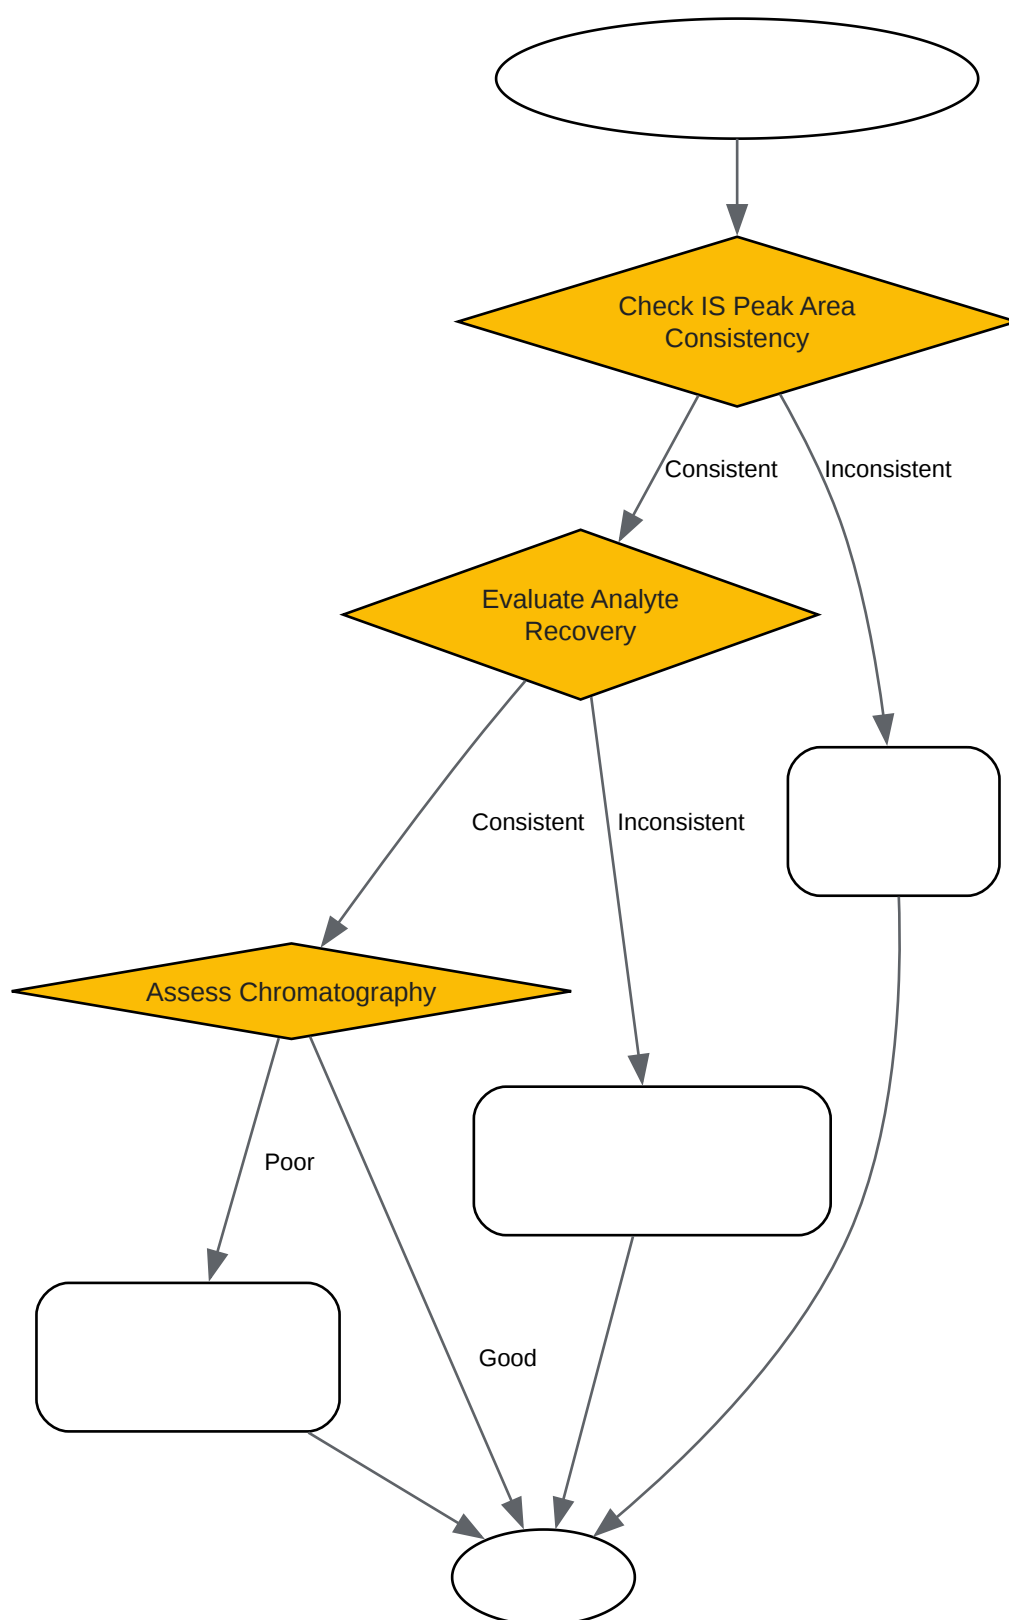 Check IS Peak Area
Consistency
Consistent
Inconsistent
Evaluate Analyte
Recovery
Consistent
Inconsistent
Assess Chromatography
Poor
Good